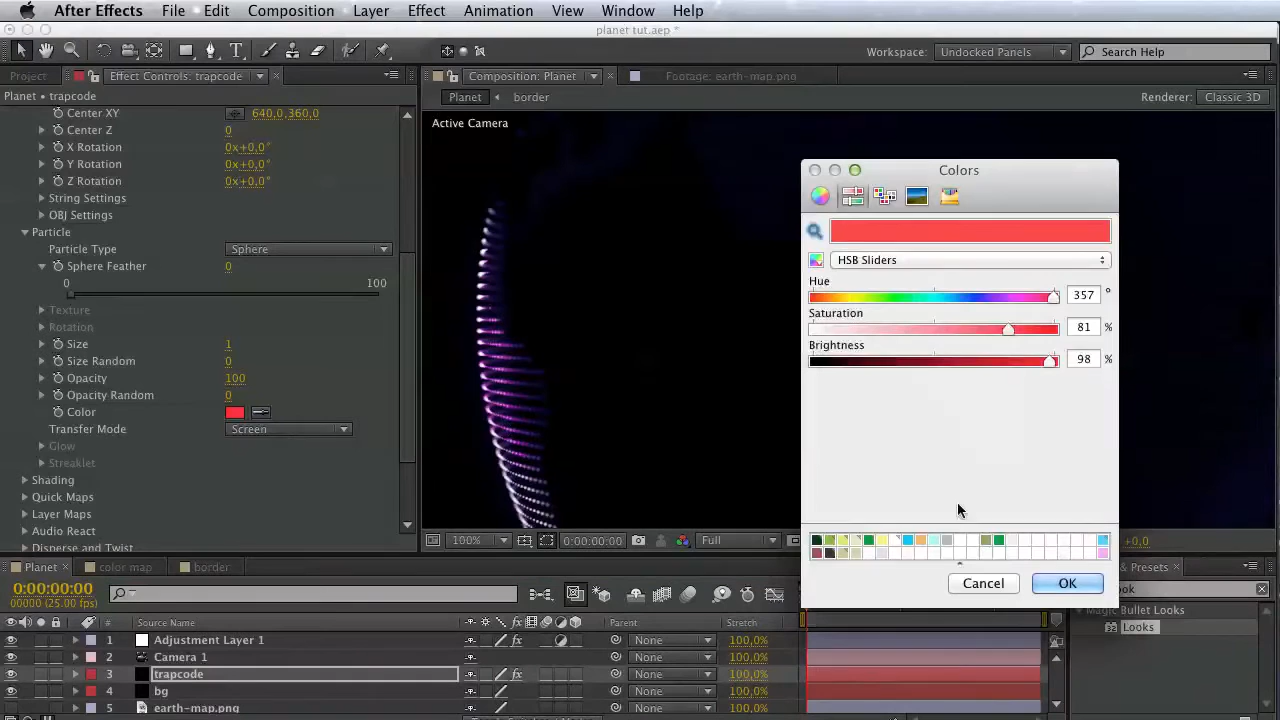 After Effects File Edit Composition Layer Effect Animation View Window Help
planet tut.aep *
Workspace: Undocked Panels Search Help
Project Effect Controls: trapcode Composition: Planet Footage: earth-map.png
Planet • trapcode
Planet border Renderer: Classic 3D
Active Camera
Center XY 640,0,360,0
Center Z 0
X Rotation 0x+0,0°
Y Rotation 0x+0,0°
Z Rotation 0x+0,0°
String Settings
OBJ Settings
Particle
Particle Type Sphere
Sphere Feather 0
0 100
Texture
Rotation
Size 1
Size Random 0
Opacity 100
Opacity Random 0
Color
Transfer Mode Screen
Glow
Streaklet
Shading
Quick Maps
Layer Maps
Audio React
Disperse and Twist
Colors
HSB Sliders
Hue
357 °
Saturation
81 %
Brightness
98 %
Cancel OK
100% 0:00:00:00 Full +0,0
Planet color map border
0:00:00:00
00000 (25.00 fps)
# Source Name Parent Stretch
1 Adjustment Layer 1 None 100,0%
2 Camera 1 None 100,0%
3 trapcode None 100,0%
4 bg None 100,0%
5 earth-map.png None 100,0%
& Presets
ook
Magic Bullet Looks
Looks